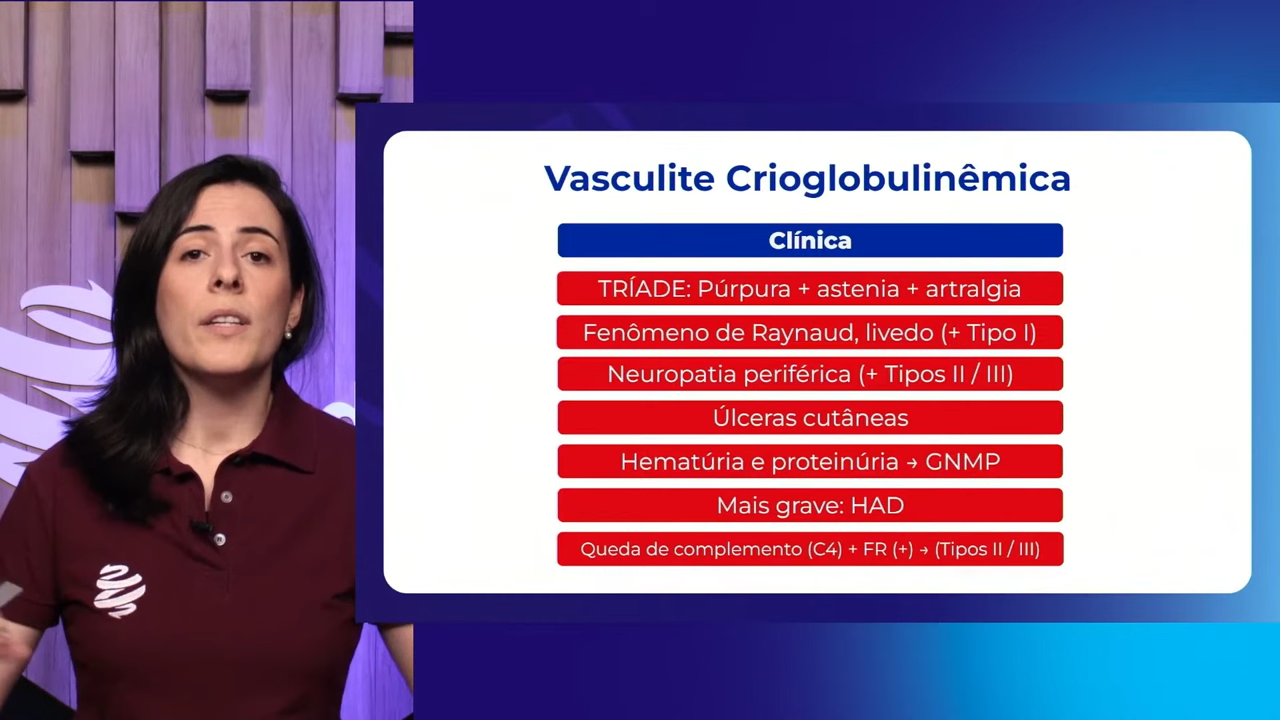 Vasculite Crioglobulinêmica
Clínica
TRÍADE: Púrpura + astenia + artralgia
Fenômeno de Raynaud, livedo (+ Tipo I)
Neuropatia periférica (+ Tipos II / III)
Úlceras cutâneas
Hematúria e proteinúria → GNMP
Mais grave: HAD
Queda de complemento (C4) + FR (+) → (Tipos II / III)